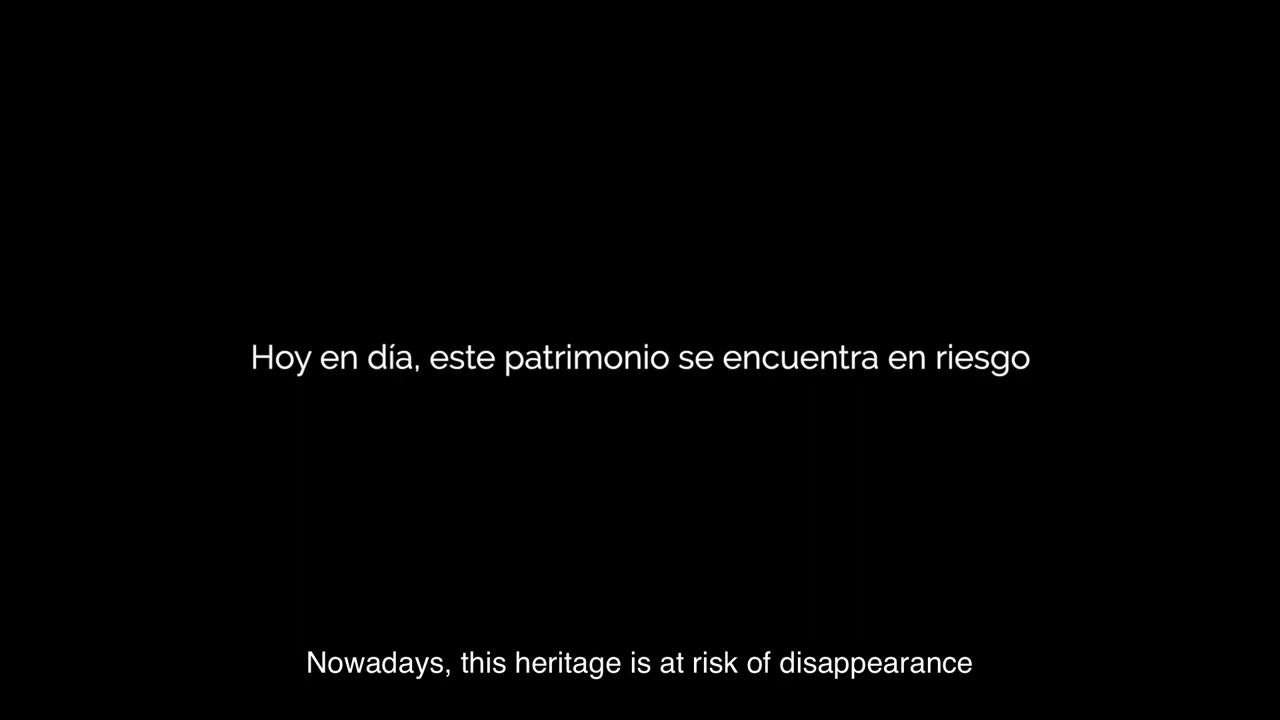 Hoy en día, este patrimonio se encuentra en riesgo
Nowadays, this heritage is at risk of disappearance